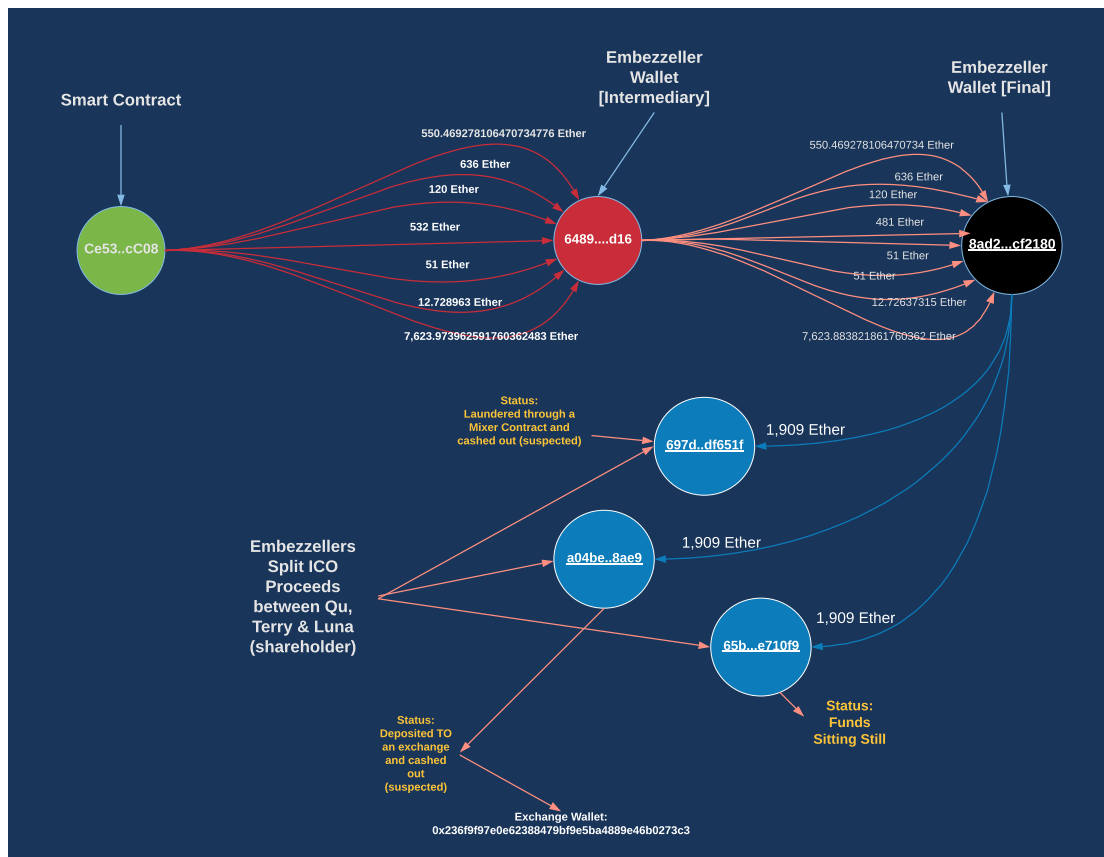 Smart Contract
Embezzeller
Wallet
[Intermediary]
Embezzeller
Wallet [Final]
Ce53..cC08
550.469278106470734776 Ether
636 Ether
120 Ether
532 Ether
51 Ether
12.728963 Ether
7,623.973962591760362483 Ether
6489....d16
550.469278106470734 Ether
636 Ether
120 Ether
481 Ether
51 Ether
51 Ether
12.72637315 Ether
7,623.883821861760362 Ether
8ad2...cf2180
Status:
Laundered through a
Mixer Contract and
cashed out (suspected)
697d..df651f
1,909 Ether
Embezzellers
Split ICO
Proceeds
between Qu,
Terry & Luna
(shareholder)
a04be..8ae9
1,909 Ether
65b...e710f9
1,909 Ether
Status:
Funds
Sitting Still
Status:
Deposited TO
an exchange
and cashed
out
(suspected)
Exchange Wallet:
0x236f9f97e0e62388479bf9e5ba4889e46b0273c3